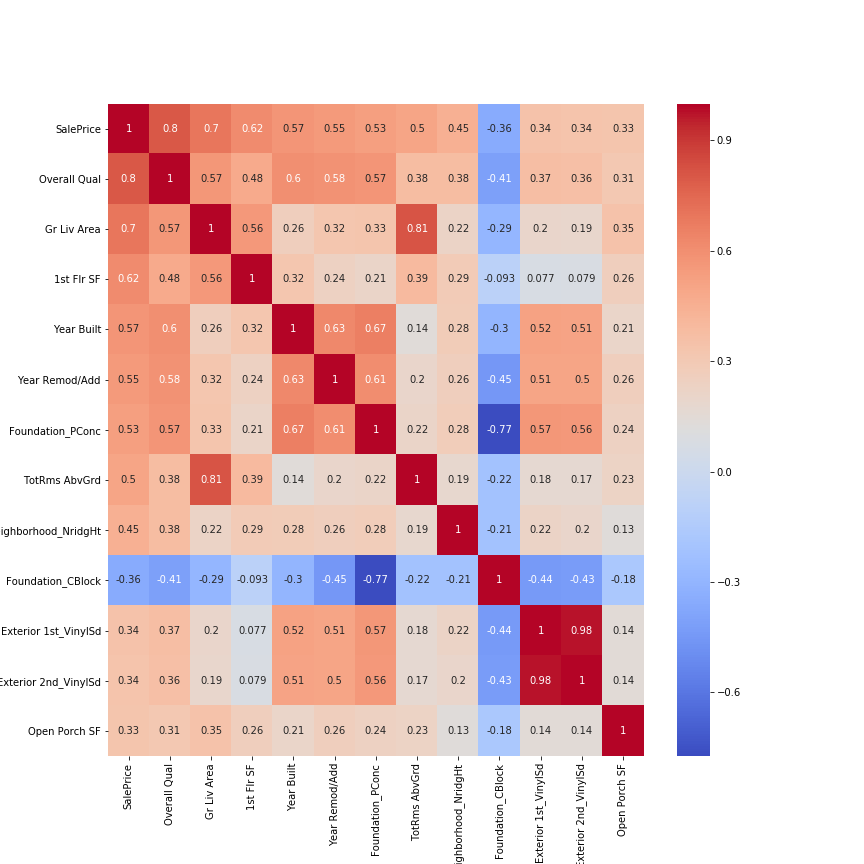 SalePrice 1 0.8 0.7 0.62 0.57 0.55 0.53 0.5 0.45 -0.36 0.34 0.34 0.33
Overall Qual 0.8 1 0.57 0.48 0.6 0.58 0.57 0.38 0.38 -0.41 0.37 0.36 0.31
Gr Liv Area 0.7 0.57 1 0.56 0.26 0.32 0.33 0.81 0.22 -0.29 0.2 0.19 0.35
1st Flr SF 0.62 0.48 0.56 1 0.32 0.24 0.21 0.39 0.29 -0.093 0.077 0.079 0.26
Year Built 0.57 0.6 0.26 0.32 1 0.63 0.67 0.14 0.28 -0.3 0.52 0.51 0.21
Year Remod/Add 0.55 0.58 0.32 0.24 0.63 1 0.61 0.2 0.26 -0.45 0.51 0.5 0.26
Foundation_PConc 0.53 0.57 0.33 0.21 0.67 0.61 1 0.22 0.28 -0.77 0.57 0.56 0.24
TotRms AbvGrd 0.5 0.38 0.81 0.39 0.14 0.2 0.22 1 0.19 -0.22 0.18 0.17 0.23
ighborhood_NridgHt 0.45 0.38 0.22 0.29 0.28 0.26 0.28 0.19 1 -0.21 0.22 0.2 0.13
Foundation_CBlock -0.36 -0.41 -0.29 -0.093 -0.3 -0.45 -0.77 -0.22 -0.21 1 -0.44 -0.43 -0.18
Exterior 1st_VinylSd 0.34 0.37 0.2 0.077 0.52 0.51 0.57 0.18 0.22 -0.44 1 0.98 0.14
Exterior 2nd_VinylSd 0.34 0.36 0.19 0.079 0.51 0.5 0.56 0.17 0.2 -0.43 0.98 1 0.14
Open Porch SF 0.33 0.31 0.35 0.26 0.21 0.26 0.24 0.23 0.13 -0.18 0.14 0.14 1
SalePrice
Overall Qual
Gr Liv Area
1st Flr SF
Year Built
Year Remod/Add
Foundation_PConc
TotRms AbvGrd
ighborhood_NridgHt
Foundation_CBlock
Exterior 1st_VinylSd
Exterior 2nd_VinylSd
Open Porch SF
0.9
0.6
0.3
0.0
−0.3
−0.6